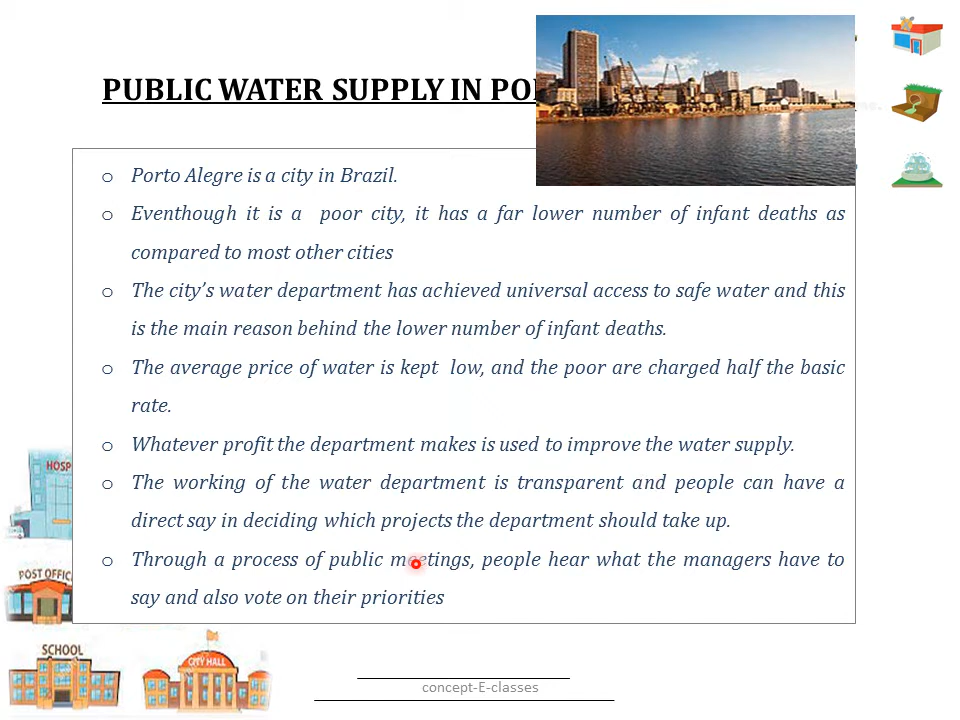 PUBLIC WATER SUPPLY IN
o Porto Alegre is a city in Brazil.
o Eventhough it is a poor city, it has a far lower number of infant deaths as
compared to most other cities
o The city’s water department has achieved universal access to safe water and this
is the main reason behind the lower number of infant deaths.
o The average price of water is kept low, and the poor are charged half the basic
rate.
o Whatever profit the department makes is used to improve the water supply.
o The working of the water department is transparent and people can have a
direct say in deciding which projects the department should take up.
o Through a process of public meetings, people hear what the managers have to
say and also vote on their priorities
HOSP
POST OFFIC
SCHOOL
CITY HALL
concept-E-classes